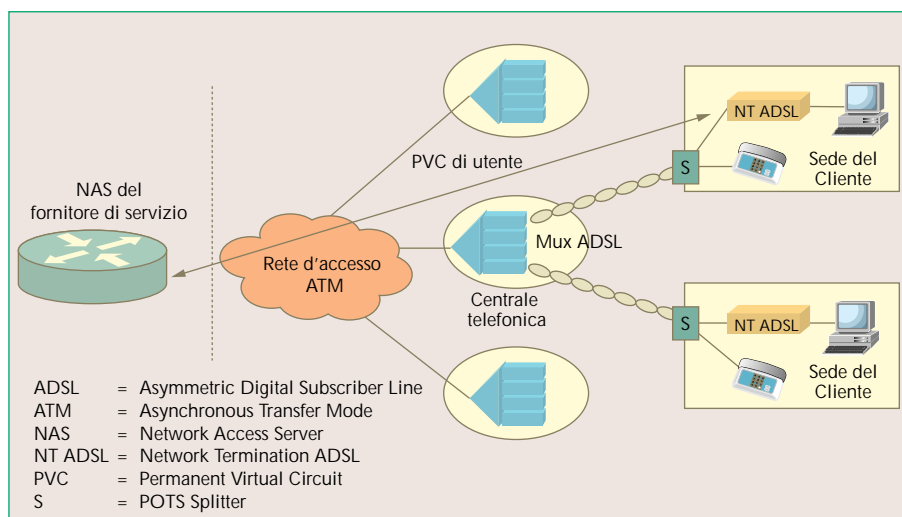 NT ADSL
PVC di utente
S
Sede del
Cliente
NAS del
fornitore di servizio
Mux ADSL
Rete d'accesso
ATM
Centrale
telefonica
S
NT ADSL
Sede del
Cliente
ADSL = Asymmetric Digital Subscriber Line
ATM = Asynchronous Transfer Mode
NAS = Network Access Server
NT ADSL = Network Termination ADSL
PVC = Permanent Virtual Circuit
S = POTS Splitter